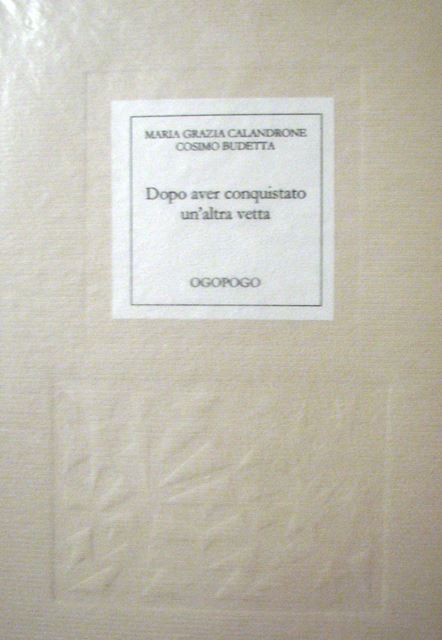 MARIA GRAZIA CALANDRONE
COSIMO BUDETTA
Dopo aver conquistato
un'altra vetta
OGOPOGO